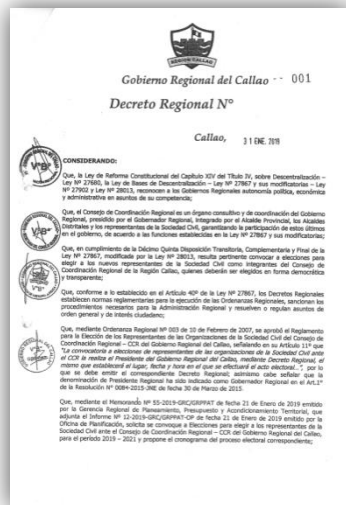 REGION CALLAO
Gobierno Regional del Callao -- 001
Decreto Regional N°
Callao, 31 ENE. 2019
CONSIDERANDO:
Que, la Ley de Reforma Constitucional del Capítulo XIV del Título IV, sobre Descentralización –
Ley N° 27680, la Ley de Bases de Descentralización – Ley N° 27867 y sus modificatorias – Ley
N° 27902 y Ley N° 28013, reconocen a los Gobiernos Regionales autonomía política, económica
y administrativa en asuntos de su competencia;
Que, el Consejo de Coordinación Regional es un órgano consultivo y de coordinación del Gobierno
Regional, presidido por el Gobernador Regional, integrado por el Alcalde Provincial, los Alcaldes
Distritales y los representantes de la Sociedad Civil, garantizando la participación de estos últimos
en el gobierno, de acuerdo a las funciones establecidas en la Ley N° 27867 y sus modificatorias;
Que, en cumplimiento de la Décimo Quinta Disposición Transitoria, Complementaria y Final de la
Ley N° 27867, modificada por la Ley N° 28013, resulta pertinente convocar a elecciones para
elegir a los nuevos representantes de la Sociedad Civil como integrantes del Consejo de
Coordinación Regional de la Región Callao, quienes deberán ser elegidos en forma democrática
y transparente;
Que, conforme a lo establecido en el Artículo 40° de la Ley N° 27867, los Decretos Regionales
establecen normas reglamentarias para la ejecución de las Ordenanzas Regionales, sancionan los
procedimientos necesarios para la Administración Regional y resuelven o regulan asuntos de
orden general y de interés ciudadano;
Que, mediante Ordenanza Regional N° 003 de 10 de Febrero de 2007, se aprobó el Reglamento
para la Elección de los Representantes de las Organizaciones de la Sociedad Civil del Consejo de
Coordinación Regional – CCR del Gobierno Regional del Callao, señalando en su Artículo 11° que
"La convocatoria a elecciones de representantes de las organizaciones de la Sociedad Civil ante
el CCR la realiza el Presidente del Gobierno Regional del Callao, mediante Decreto Regional, el
mismo que establecerá el lugar, fecha y hora en el que se efectuará el acto electoral...", por lo
que se debe emitir el correspondiente Decreto Regional; asimismo cabe señalar que la
denominación de Presidente Regional ha sido indicado como Gobernador Regional en el Art.1°
de la Resolución N° 0084-2015-JNE de fecha 30 de Marzo de 2015.
Que, mediante el Memorando N° 55-2019-GRC/GRPPAT de fecha 21 de Enero de 2019 emitido
por la Gerencia Regional de Planeamiento, Presupuesto y Acondicionamiento Territorial, que
adjunta el Informe N° 12-2019-GRC/GRPPAT-OP de fecha 21 de Enero de 2019 emitido por la
Oficina de Planificación, solicita se convoque a Elecciones para elegir a los representantes de la
Sociedad Civil ante el Consejo de Coordinación Regional – CCR del Gobierno Regional del Callao,
para el período 2019 – 2021 y propone el cronograma del proceso electoral correspondiente;